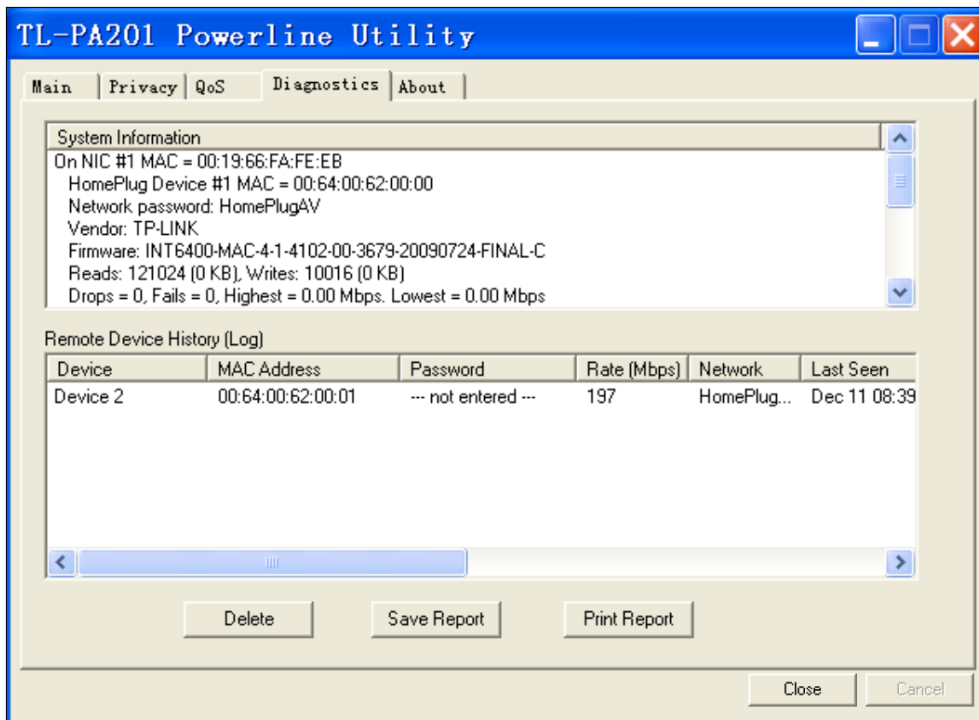 TL-PA201 Powerline Utility
Main Privacy QoS Diagnostics About
System Information
On NIC #1 MAC = 00:19:66:FA:FE:EB
HomePlug Device #1 MAC = 00:64:00:62:00:00
Network password: HomePlugAV
Vendor: TP-LINK
Firmware: INT6400-MAC-4-1-4102-00-3679-20090724-FINAL-C
Reads: 121024 (0 KB), Writes: 10016 (0 KB)
Drops = 0, Fails = 0, Highest = 0.00 Mbps. Lowest = 0.00 Mbps
Remote Device History (Log)
Device MAC Address Password Rate (Mbps) Network Last Seen
Device 2 00:64:00:62:00:01 --- not entered --- 197 HomePlug... Dec 11 08:39
Delete Save Report Print Report
Close Cancel